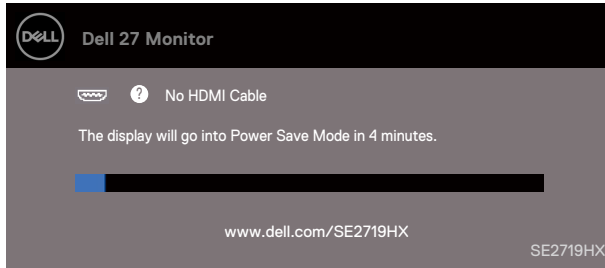 DELL
Dell 27 Monitor
? No HDMI Cable
The display will go into Power Save Mode in 4 minutes.
www.dell.com/SE2719HX
SE2719HX